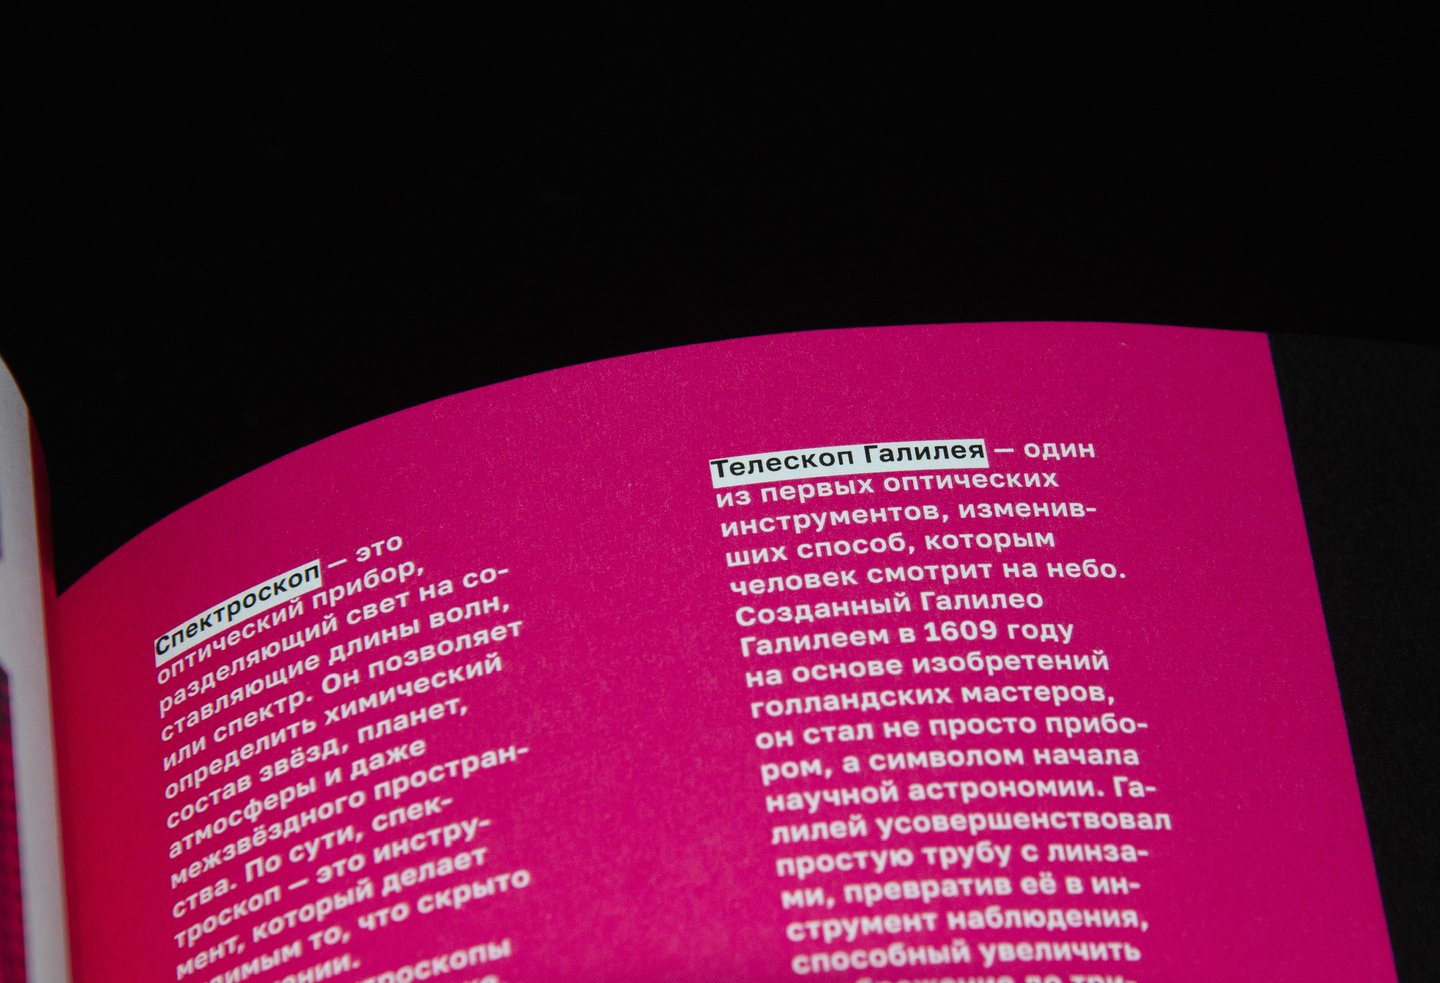 Спектроскоп — это
оптический прибор,
разделяющий свет на со-
ставляющие длины волн,
или спектр. Он позволяет
определить химический
состав звёзд, планет,
атмосферы и даже
межзвёздного простран-
ства. По сути, спек-
троскоп — это инстру-
мент, который делает
то, что скрыто
Телескоп Галилея — один
из первых оптических
инструментов, изменив-
ших способ, которым
человек смотрит на небо.
Созданный Галилео
Галилеем в 1609 году
на основе изобретений
голландских мастеров,
он стал не просто прибо-
ром, а символом начала
научной астрономии. Га-
лилей усовершенствовал
простую трубу с линза-
ми, превратив её в ин-
струмент наблюдения,
способный увеличить